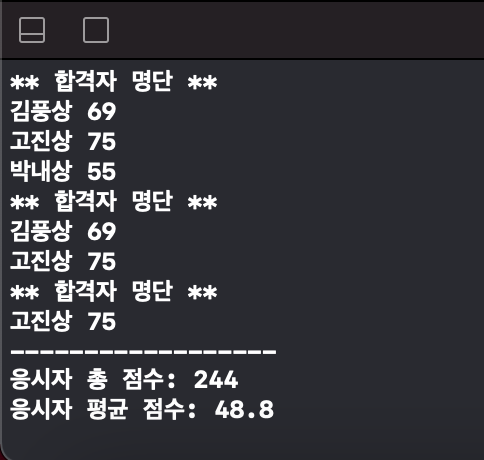 ** 합격자 명단 **
김풍상 69
고진상 75
박내상 55
** 합격자 명단 **
김풍상 69
고진상 75
** 합격자 명단 **
고진상 75
------------------
응시자 총 점수: 244
응시자 평균 점수: 48.8